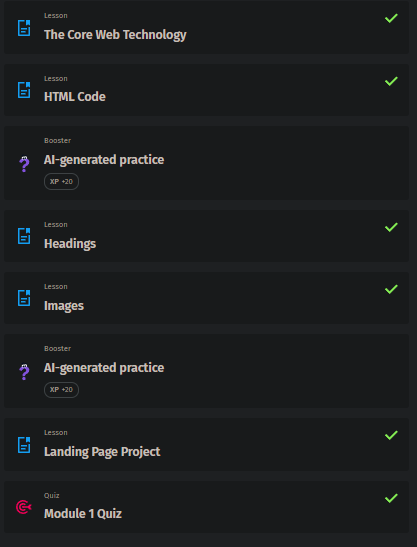 Lesson
The Core Web Technology
Lesson
HTML Code
Booster
AI-generated practice
XP +20
Lesson
Headings
Lesson
Images
Booster
AI-generated practice
XP +20
Lesson
Landing Page Project
Quiz
Module 1 Quiz